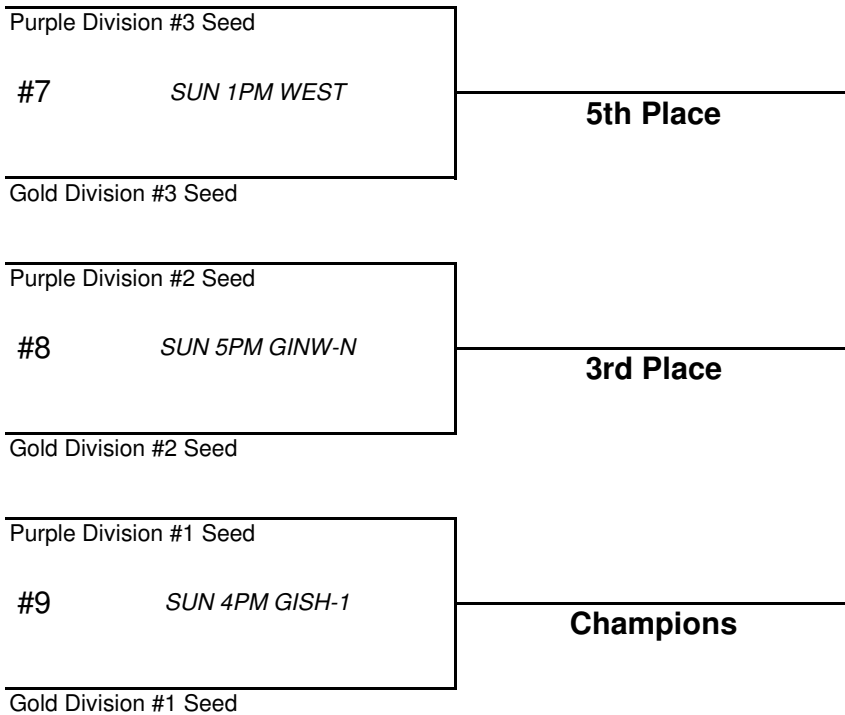 Purple Division #3 Seed
#7 SUN 1PM WEST
5th Place
Gold Division #3 Seed
Purple Division #2 Seed
#8 SUN 5PM GINW-N
3rd Place
Gold Division #2 Seed
Purple Division #1 Seed
#9 SUN 4PM GISH-1
Champions
Gold Division #1 Seed